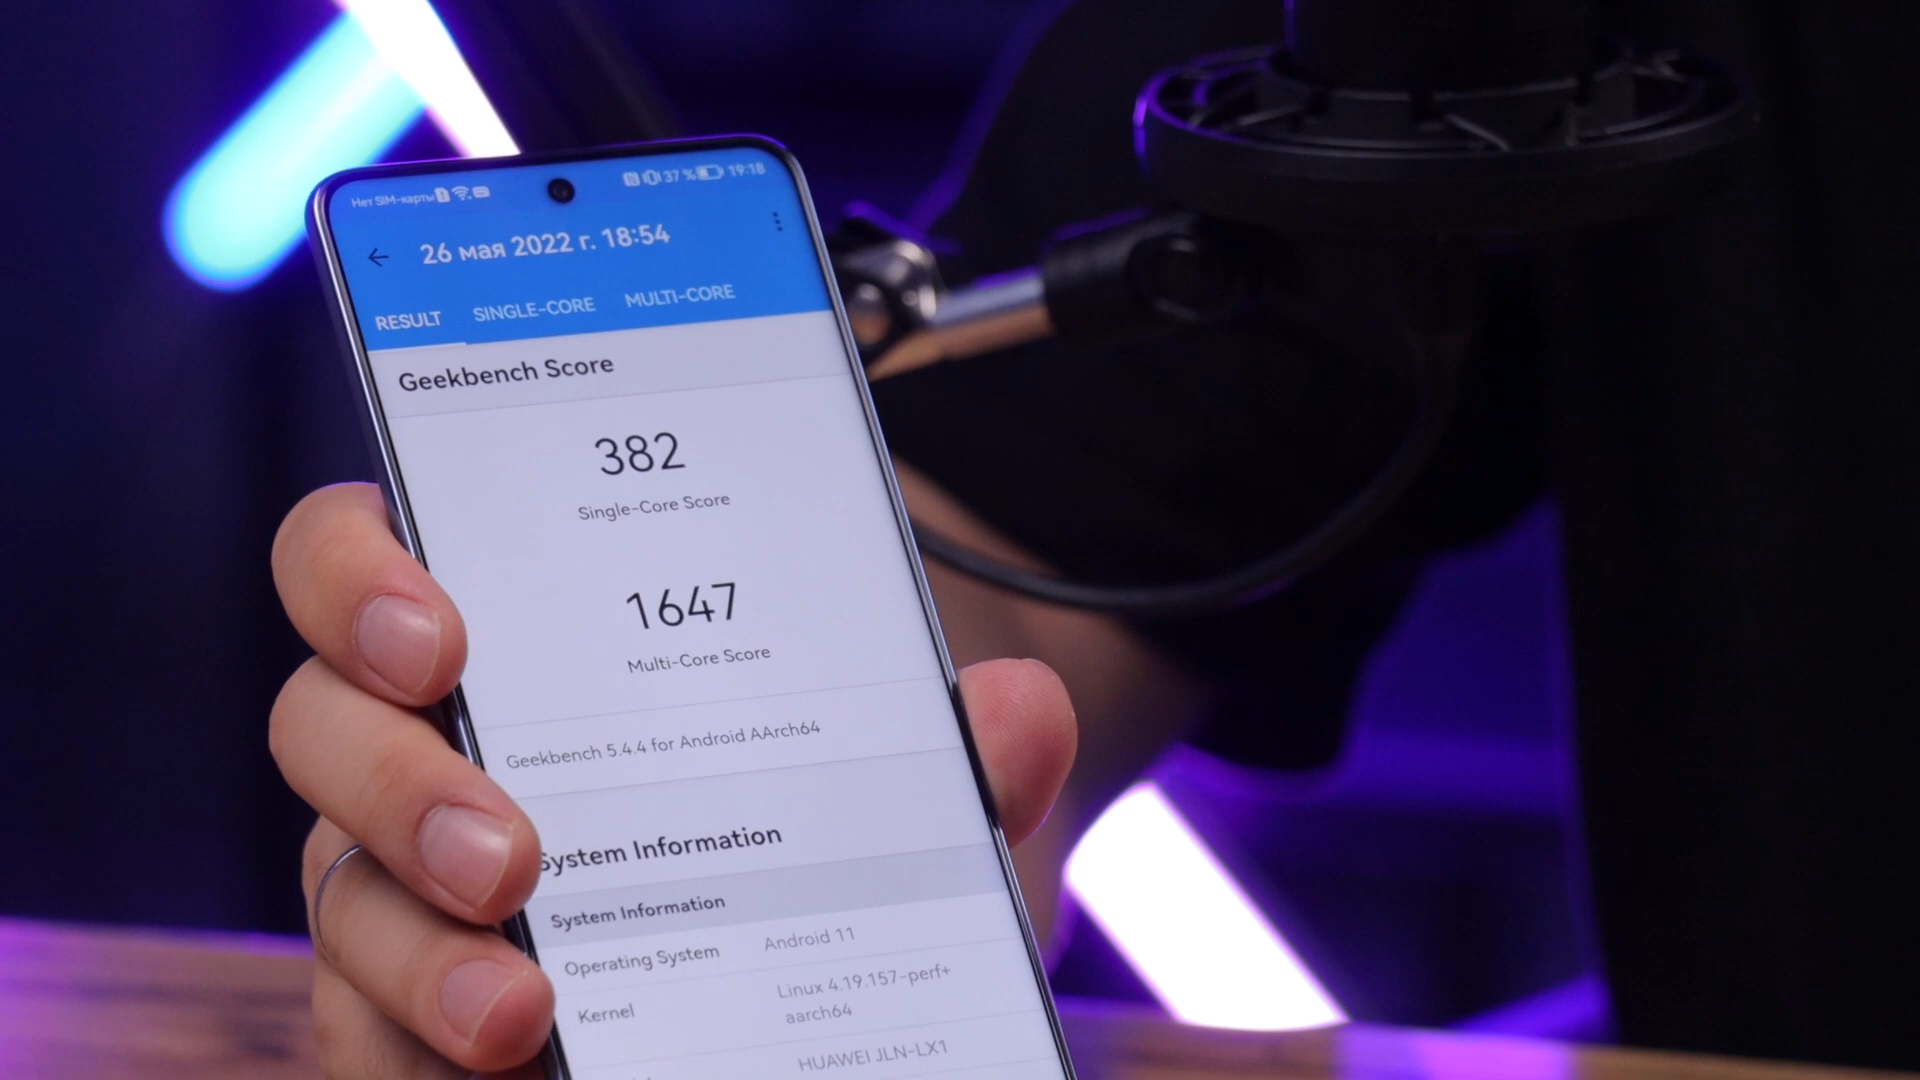 Нет SIM-карты 37 % 19:18
26 мая 2022 г. 18:54
RESULT SINGLE-CORE MULTI-CORE
Geekbench Score
382
Single-Core Score
1647
Multi-Core Score
Geekbench 5.4.4 for Android AArch64
System Information
System Information
Operating System Android 11
Kernel Linux 4.19.157-perf+
aarch64
HUAWEI JLN-LX1